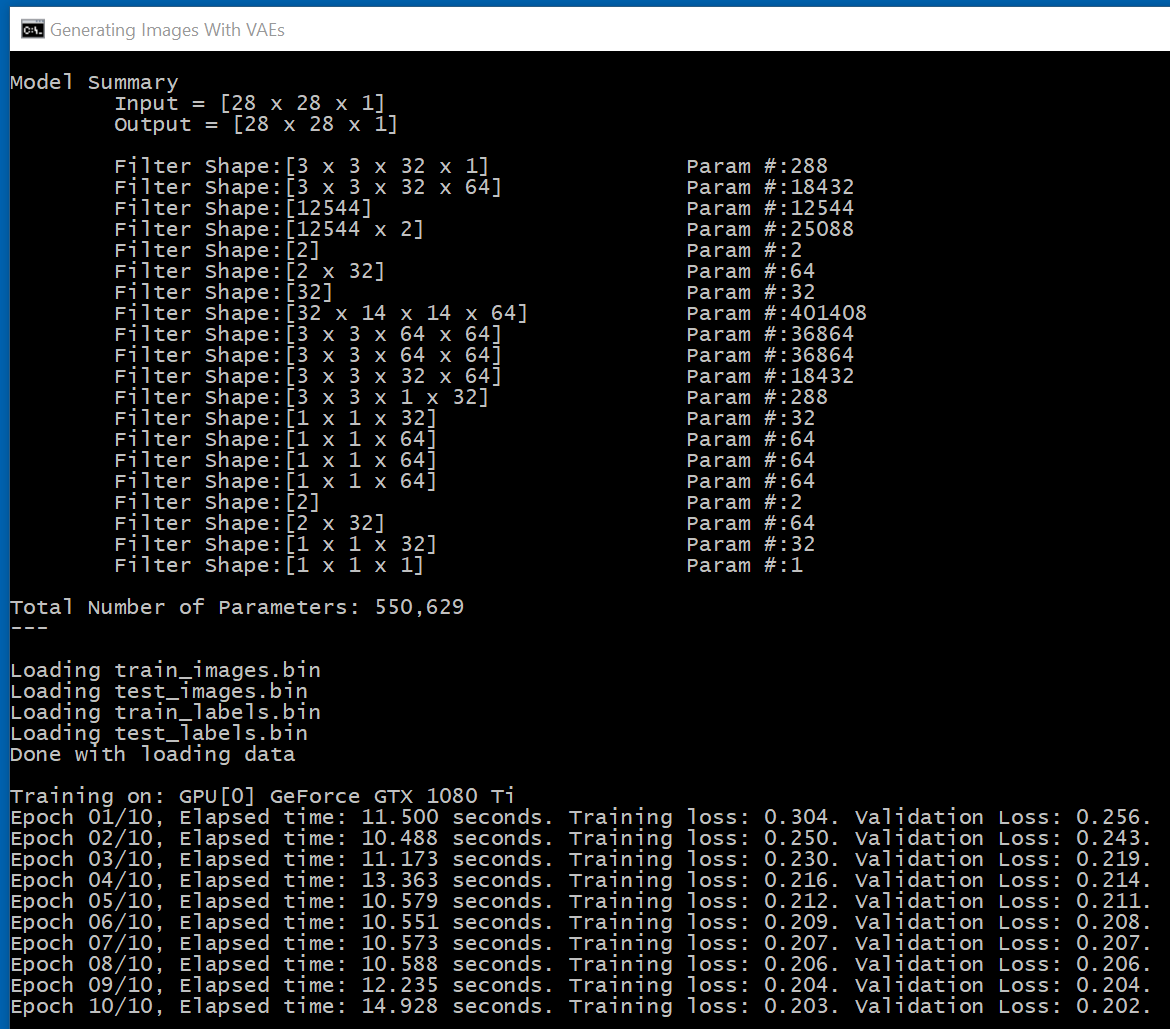 Generating Images With VAEs
Model Summary
Input = [28 x 28 x 1]
Output = [28 x 28 x 1]
Filter Shape:[3 x 3 x 32 x 1] Param #:288
Filter Shape:[3 x 3 x 32 x 64] Param #:18432
Filter Shape:[12544] Param #:12544
Filter Shape:[12544 x 2] Param #:25088
Filter Shape:[2] Param #:2
Filter Shape:[2 x 32] Param #:64
Filter Shape:[32] Param #:32
Filter Shape:[32 x 14 x 14 x 64] Param #:401408
Filter Shape:[3 x 3 x 64 x 64] Param #:36864
Filter Shape:[3 x 3 x 64 x 64] Param #:36864
Filter Shape:[3 x 3 x 32 x 64] Param #:18432
Filter Shape:[3 x 3 x 1 x 32] Param #:288
Filter Shape:[1 x 1 x 32] Param #:32
Filter Shape:[1 x 1 x 64] Param #:64
Filter Shape:[1 x 1 x 64] Param #:64
Filter Shape:[1 x 1 x 64] Param #:64
Filter Shape:[2] Param #:2
Filter Shape:[2 x 32] Param #:64
Filter Shape:[1 x 1 x 32] Param #:32
Filter Shape:[1 x 1 x 1] Param #:1
Total Number of Parameters: 550,629
---
Loading train_images.bin
Loading test_images.bin
Loading train_labels.bin
Loading test_labels.bin
Done with loading data
Training on: GPU[0] GeForce GTX 1080 Ti
Epoch 01/10, Elapsed time: 11.500 seconds. Training loss: 0.304. Validation Loss: 0.256.
Epoch 02/10, Elapsed time: 10.488 seconds. Training loss: 0.250. Validation Loss: 0.243.
Epoch 03/10, Elapsed time: 11.173 seconds. Training loss: 0.230. Validation Loss: 0.219.
Epoch 04/10, Elapsed time: 13.363 seconds. Training loss: 0.216. Validation Loss: 0.214.
Epoch 05/10, Elapsed time: 10.579 seconds. Training loss: 0.212. Validation Loss: 0.211.
Epoch 06/10, Elapsed time: 10.551 seconds. Training loss: 0.209. Validation Loss: 0.208.
Epoch 07/10, Elapsed time: 10.573 seconds. Training loss: 0.207. Validation Loss: 0.207.
Epoch 08/10, Elapsed time: 10.588 seconds. Training loss: 0.206. Validation Loss: 0.206.
Epoch 09/10, Elapsed time: 12.235 seconds. Training loss: 0.204. Validation Loss: 0.204.
Epoch 10/10, Elapsed time: 14.928 seconds. Training loss: 0.203. Validation Loss: 0.202.